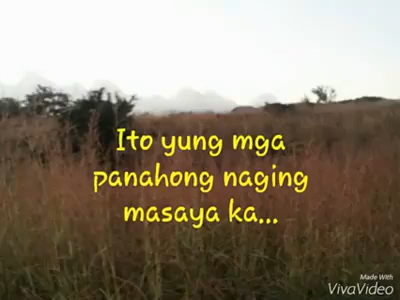 Ito yung mga
panahong naging
masaya ka...
Made With
VivaVideo